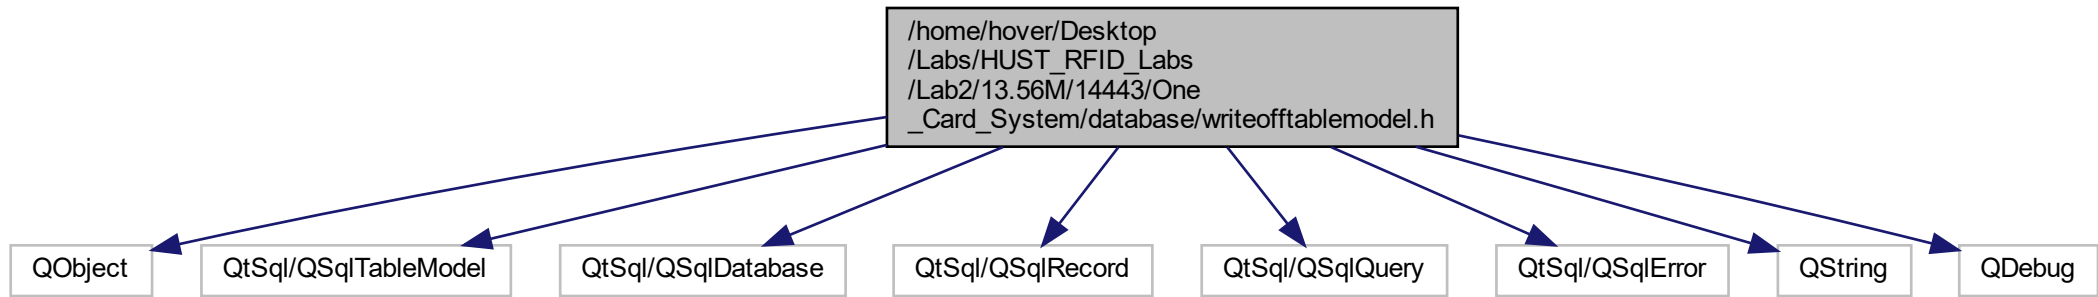 /home/hover/Desktop
/Labs/HUST_RFID_Labs
/Lab2/13.56M/14443/One
_Card_System/database/writeofftablemodel.h
QObject
QtSql/QSqlTableModel
QtSql/QSqlDatabase
QtSql/QSqlRecord
QtSql/QSqlQuery
QtSql/QSqlError
QString
QDebug